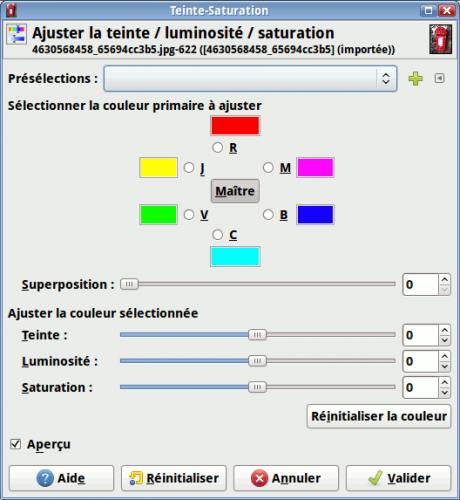 Teinte-Saturation
Ajuster la teinte / luminosité / saturation
4630568458_65694cc3b5.jpg-622 ([4630568458_65694cc3b5] (importée))
Présélections :
Sélectionner la couleur primaire à ajuster
R
J
M
Maître
V
B
C
Superposition : 0
Ajuster la couleur sélectionnée
Teinte : 0
Luminosité : 0
Saturation : 0
Réinitialiser la couleur
Aperçu
Aide
Réinitialiser
Annuler
Valider